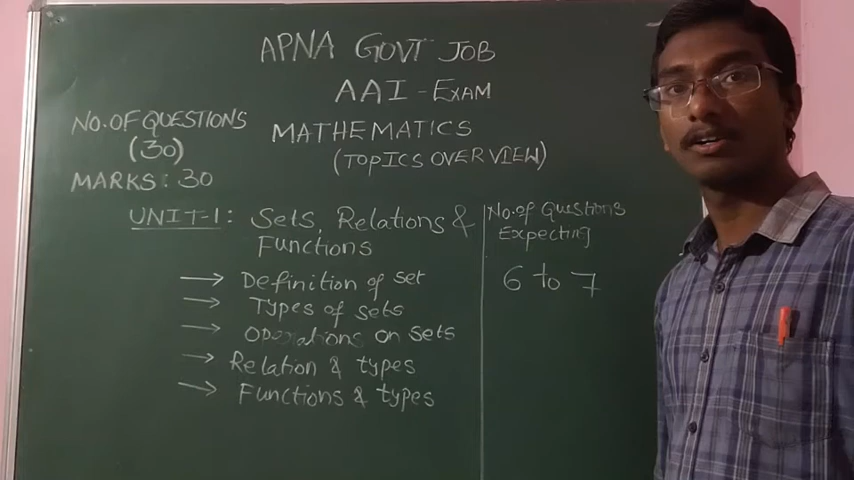 APNA GOVT JOB
AAI - EXAM
NO. OF QUESTIONS
(30)
MARKS : 30
MATHEMATICS
(TOPICS OVERVIEW)
UNIT-1: Sets, Relations &
Functions
→ Definition of set
→ Types of sets
→ Operations on sets
→ Relation & types
→ Functions & types
No. of Questions
Expecting
6 to 7